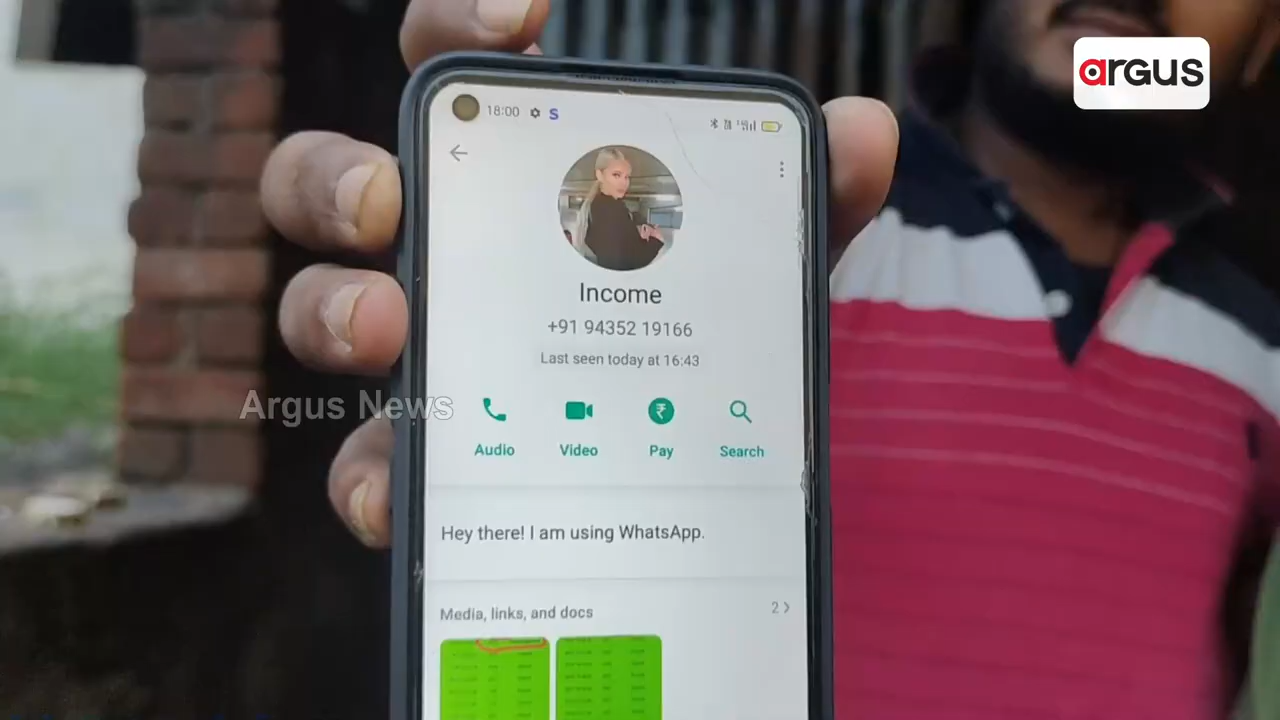 argus
18:00 S
Income
+91 94352 19166
Last seen today at 16:43
Audio Video Pay Search
Argus News
Hey there! I am using WhatsApp.
Media, links, and docs 2